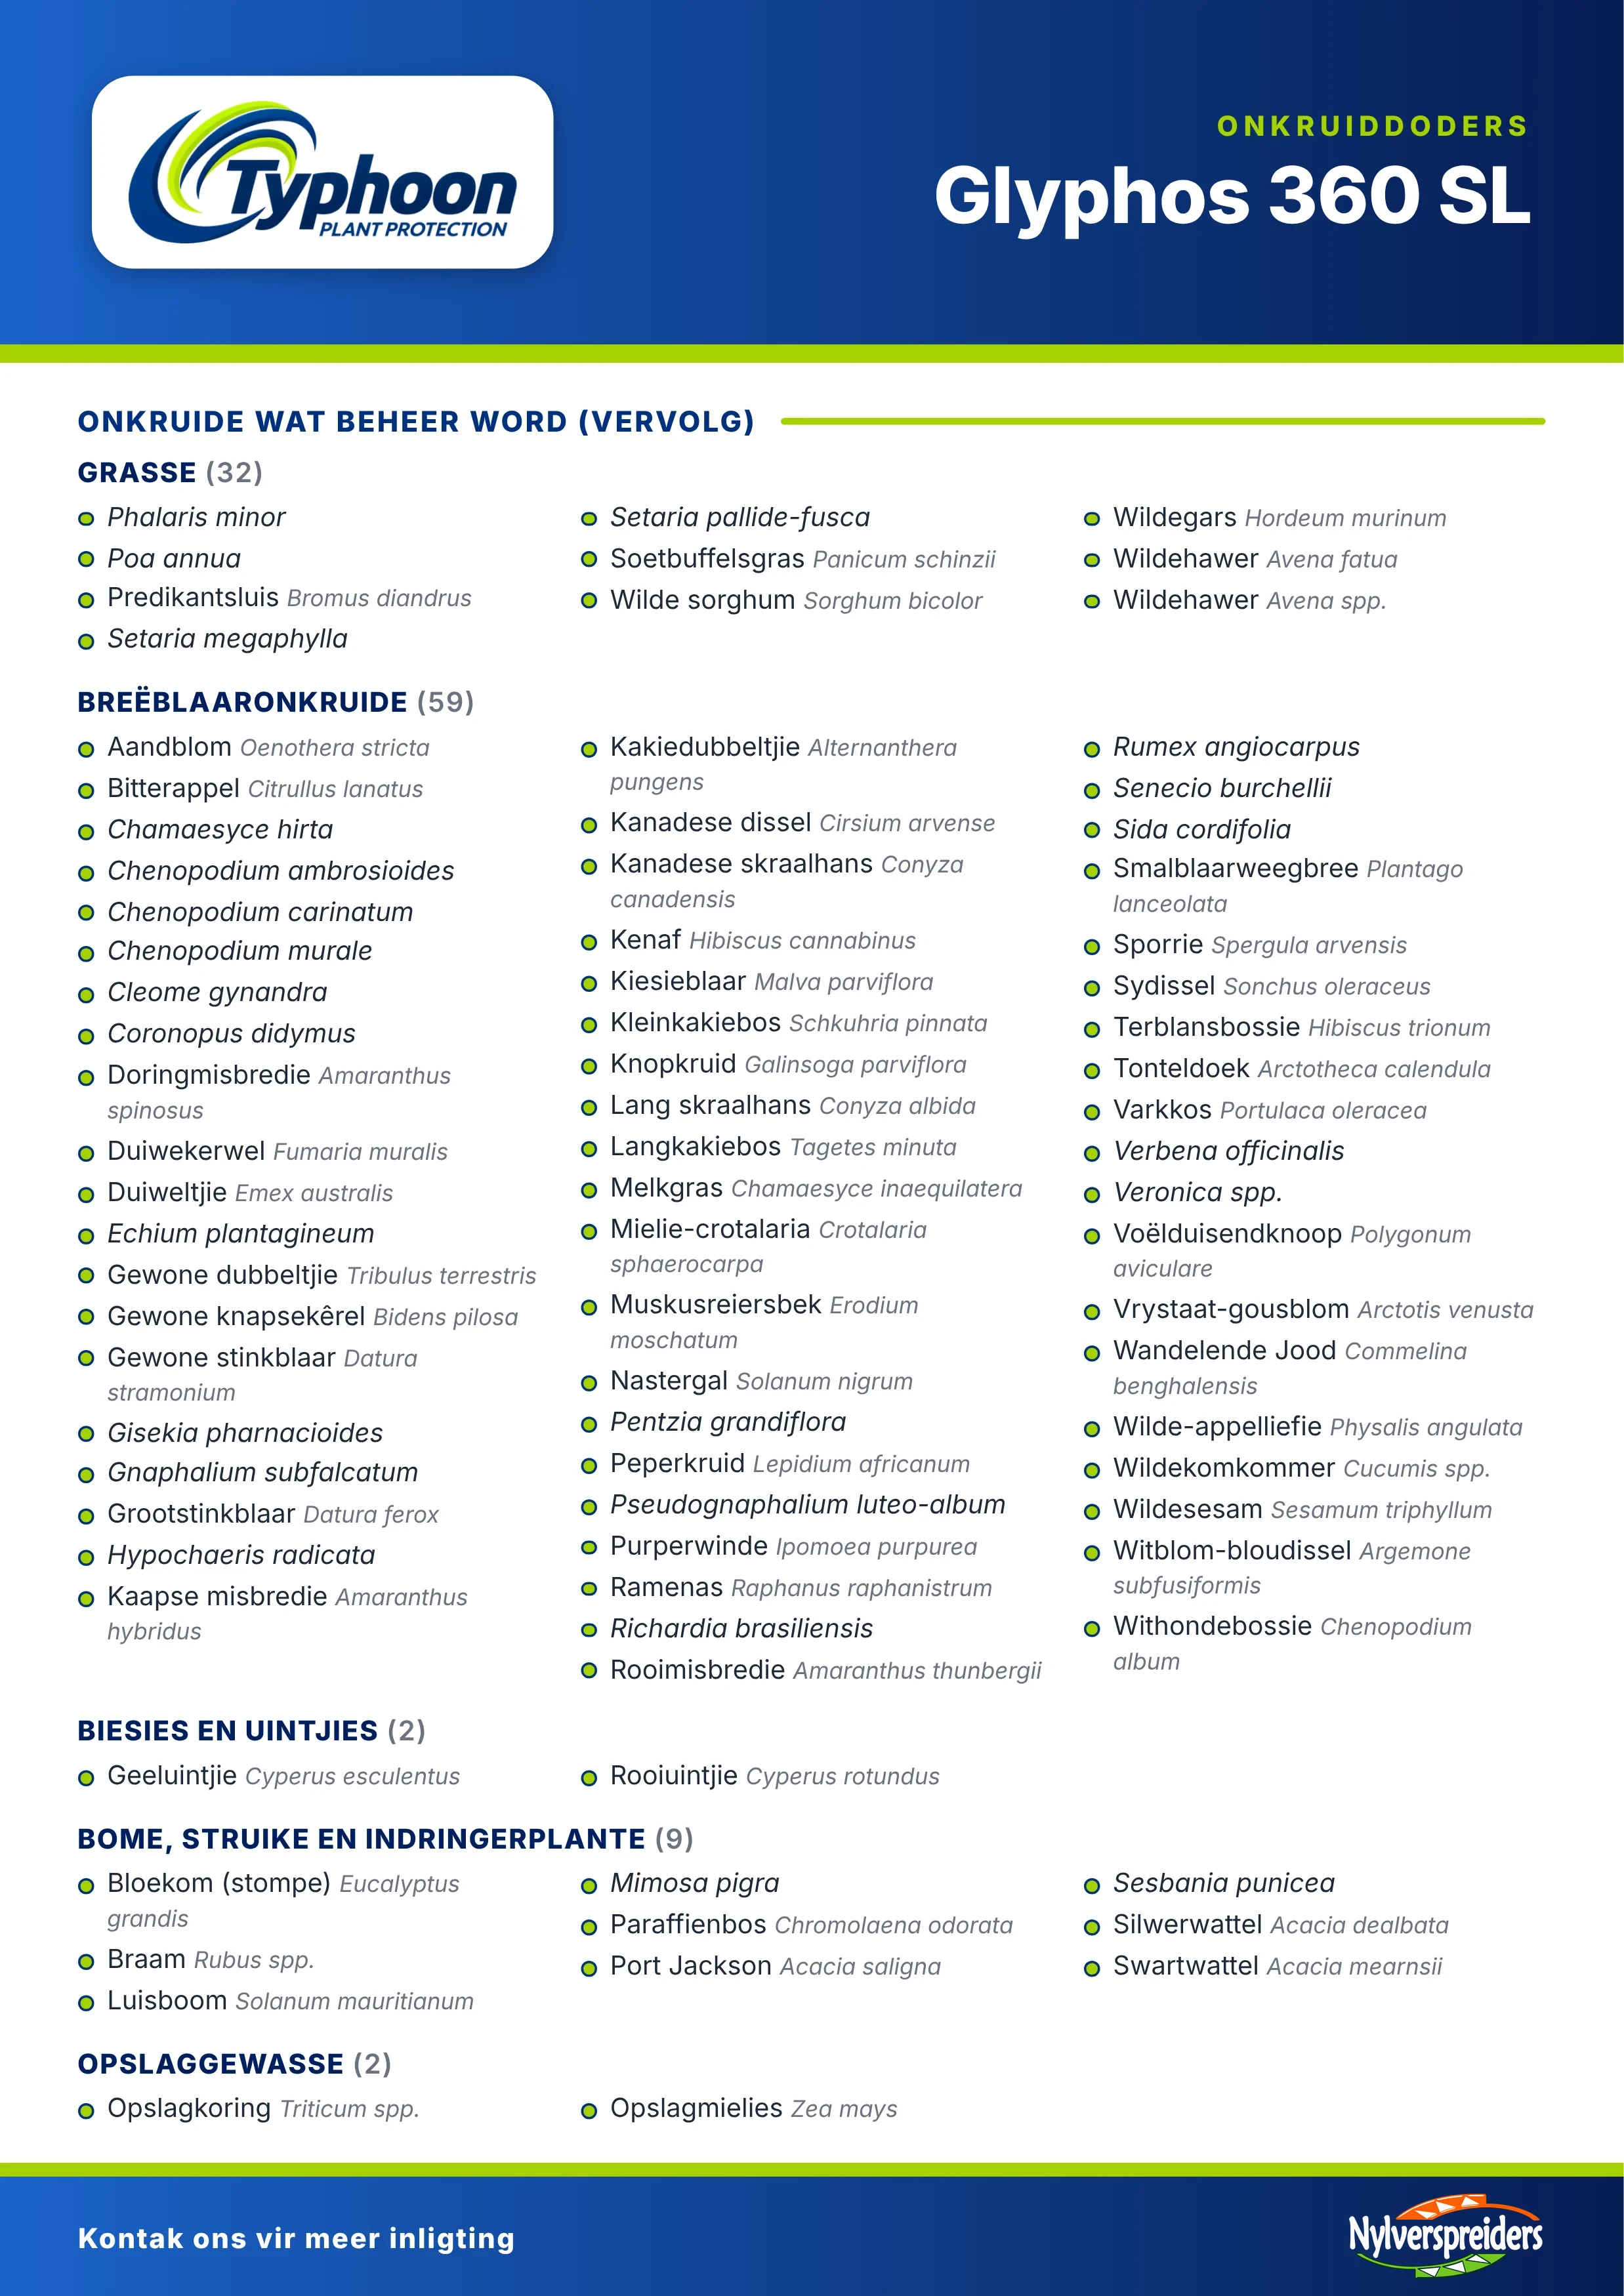 Typhoon
PLANT PROTECTION
ONKRUIDDODERS
Glyphos 360 SL
ONKRUIDE WAT BEHEER WORD (VERVOLG)
GRASSE (32)
Phalaris minor
Poa annua
Predikantsluis Bromus diandrus
Setaria megaphylla
Setaria pallide-fusca
Soetbuffelsgras Panicum schinzii
Wilde sorghum Sorghum bicolor
Wildegars Hordeum murinum
Wildehawer Avena fatua
Wildehawer Avena spp.
BREËBLAARONKRUIDE (59)
Aandblom Oenothera stricta
Bitterappel Citrullus lanatus
Chamaesyce hirta
Chenopodium ambrosioides
Chenopodium carinatum
Chenopodium murale
Cleome gynandra
Coronopus didymus
Doringmisbredie Amaranthus
spinosus
Duiwekerwel Fumaria muralis
Duiweltjie Emex australis
Echium plantagineum
Gewone dubbeltjie Tribulus terrestris
Gewone knapsekêrel Bidens pilosa
Gewone stinkblaar Datura
stramonium
Gisekia pharnacioides
Gnaphalium subfalcatum
Grootstinkblaar Datura ferox
Hypochaeris radicata
Kaapse misbredie Amaranthus
hybridus
Kakiedubbeltjie Alternanthera
pungens
Kanadese dissel Cirsium arvense
Kanadese skraalhans Conyza
canadensis
Kenaf Hibiscus cannabinus
Kiesieblaar Malva parviflora
Kleinkakiebos Schkuhria pinnata
Knopkruid Galinsoga parviflora
Lang skraalhans Conyza albida
Langkakiebos Tagetes minuta
Melkgras Chamaesyce inaequilatera
Mielie-crotalaria Crotalaria
sphaerocarpa
Muskusreiersbek Erodium
moschatum
Nastergal Solanum nigrum
Pentzia grandiflora
Peperkruid Lepidium africanum
Pseudognaphalium luteo-album
Purperwinde Ipomoea purpurea
Ramenas Raphanus raphanistrum
Richardia brasiliensis
Rooimisbredie Amaranthus thunbergii
Rumex angiocarpus
Senecio burchellii
Sida cordifolia
Smalblaarweegbree Plantago
lanceolata
Sporrie Spergula arvensis
Sydissel Sonchus oleraceus
Terblansbossie Hibiscus trionum
Tonteldoek Arctotheca calendula
Varkkos Portulaca oleracea
Verbena officinalis
Veronica spp.
Voëlduisendknoop Polygonum
aviculare
Vrystaat-gousblom Arctotis venusta
Wandelende Jood Commelina
benghalensis
Wilde-appelliefie Physalis angulata
Wildekomkommer Cucumis spp.
Wildesesam Sesamum triphyllum
Witblom-bloudissel Argemone
subfusiformis
Withondebossie Chenopodium
album
BIESIES EN UINTJIES (2)
Geeluintjie Cyperus esculentus
Rooiuintjie Cyperus rotundus
BOME, STRUIKE EN INDRINGERPLANTE (9)
Bloekom (stompe) Eucalyptus
grandis
Braam Rubus spp.
Luisboom Solanum mauritianum
Mimosa pigra
Paraffienbos Chromolaena odorata
Port Jackson Acacia saligna
Sesbania punicea
Silwerwattel Acacia dealbata
Swartwattel Acacia mearnsii
OPSLAGGEWASSE (2)
Opslagkoring Triticum spp.
Opslagmielies Zea mays
Kontak ons vir meer inligting
Nylverspreiders